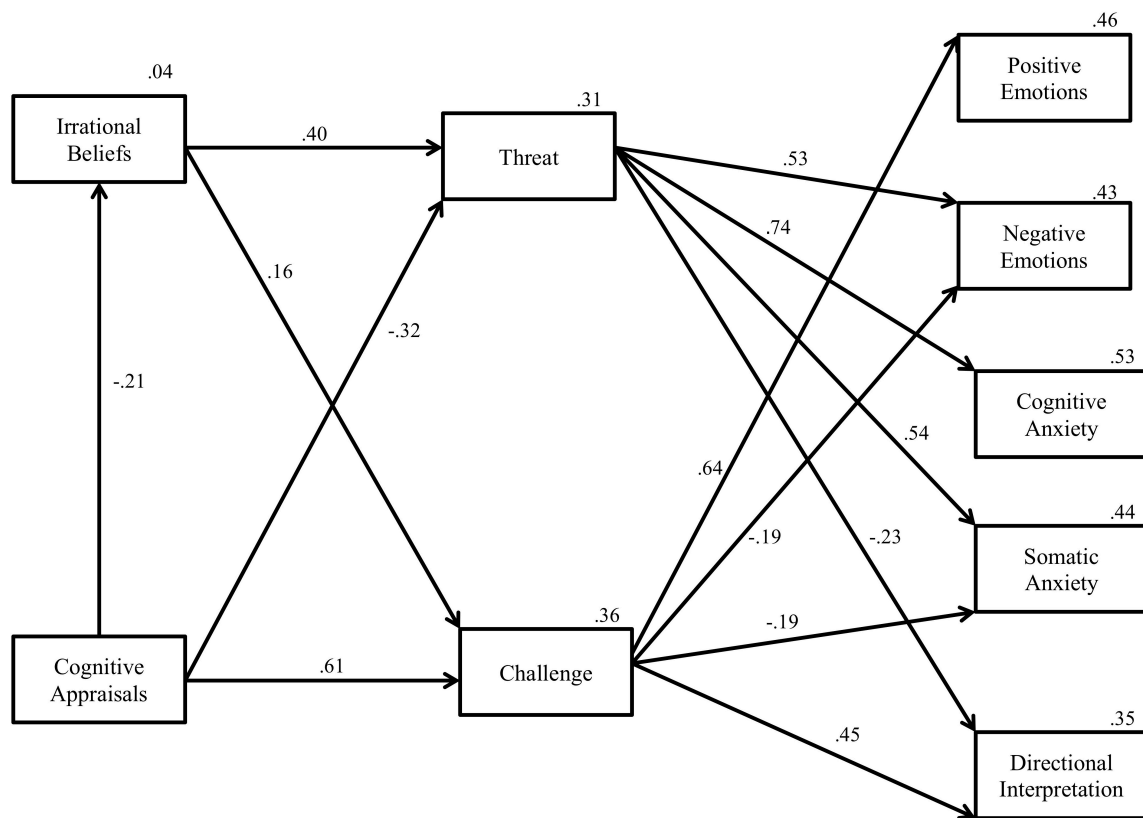 .46
Positive
Emotions
.04
Irrational
Beliefs
.40
.31
Threat
.53
.43
Negative
Emotions
.74
.16
-.32
-.21
.53
Cognitive
Anxiety
.54
.64
-.19
-.23
.44
Somatic
Anxiety
-.19
.36
Challenge
.61
Cognitive
Appraisals
.45
.35
Directional
Interpretation